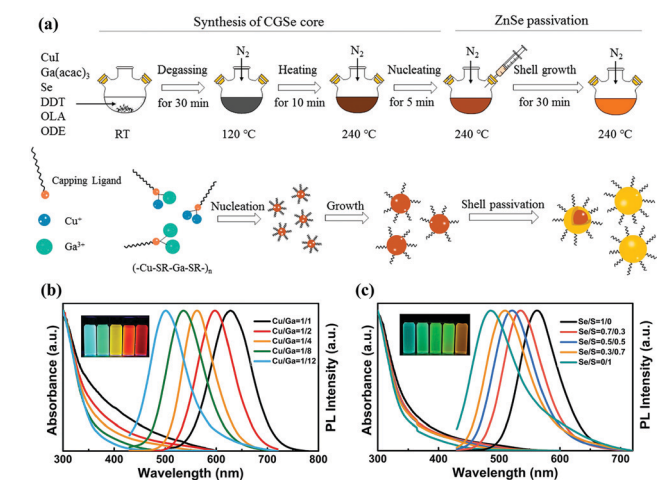 (a)
Synthesis of CGSe core
ZnSe passivation
CuI
Ga(acac)3
Se
DDT
OLA
ODE
RT
Degassing
for 30 min
N2
120 °C
Heating
for 10 min
N2
240 °C
Nucleating
for 5 min
N2
240 °C
Shell growth
for 30 min
N2
240 °C
Capping Ligand
Cu+
Ga3+
(-Cu-SR-Ga-SR-)n
Nucleation
Growth
Shell passivation
(b)
Absorbance (a.u.)
PL Intensity (a.u.)
Cu/Ga=1/1
Cu/Ga=1/2
Cu/Ga=1/4
Cu/Ga=1/8
Cu/Ga=1/12
300 400 500 600 700 800
Wavelength (nm)
(c)
Absorbance (a.u.)
PL Intensity (a.u.)
Se/S=1/0
Se/S=0.7/0.3
Se/S=0.5/0.5
Se/S=0.3/0.7
Se/S=0/1
300 400 500 600 700
Wavelength (nm)